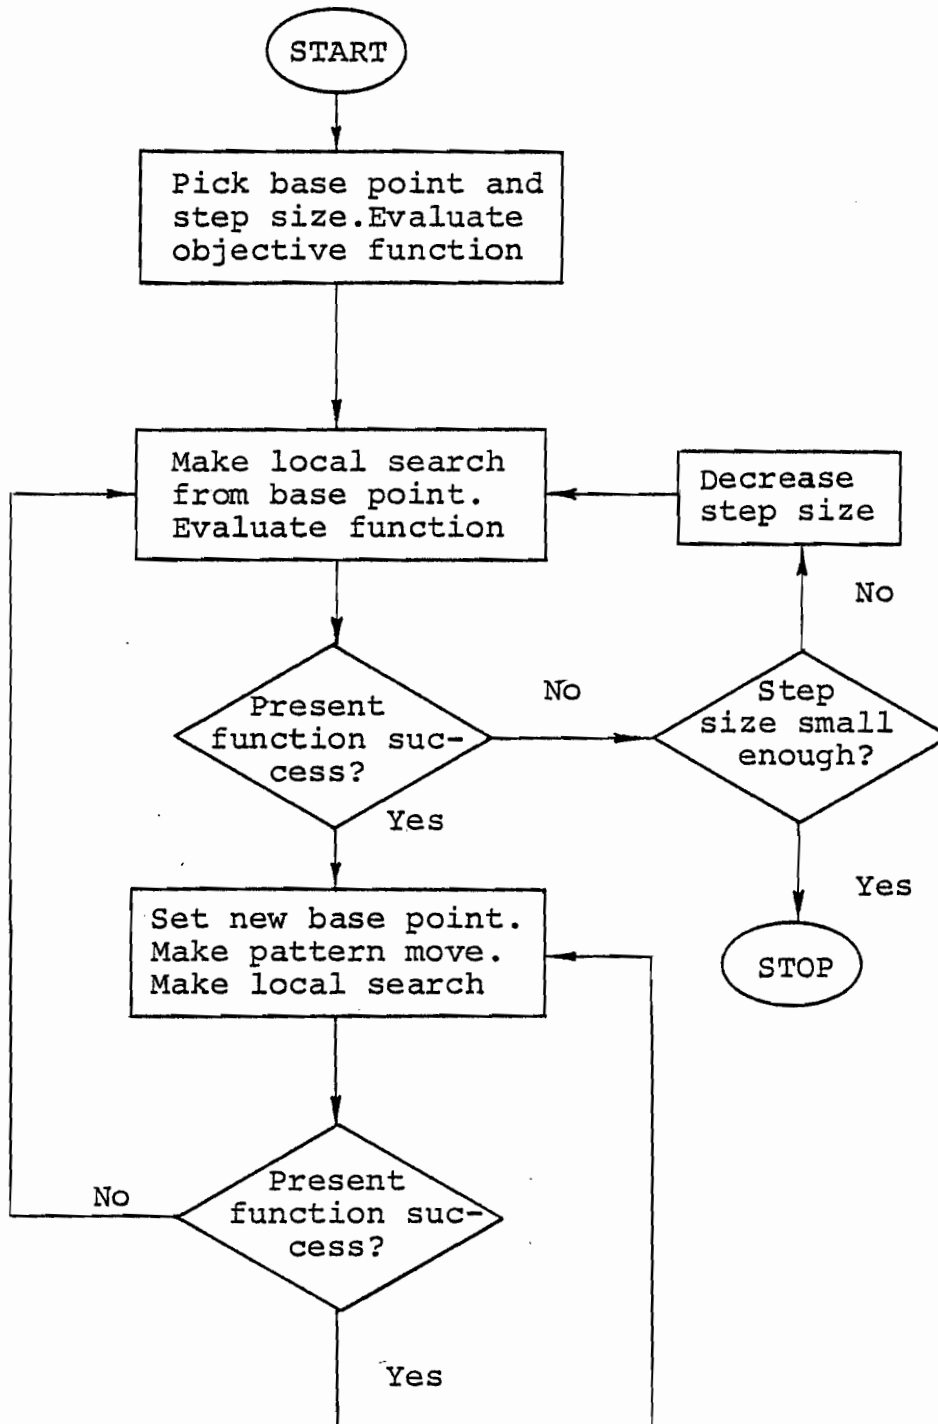 START
Pick base point and
step size.Evaluate
objective function
Make local search
from base point.
Evaluate function
Decrease
step size
No
Present
function suc-
cess?
No
Step
size small
enough?
Yes
Yes
Set new base point.
Make pattern move.
Make local search
STOP
No
Present
function suc-
cess?
Yes